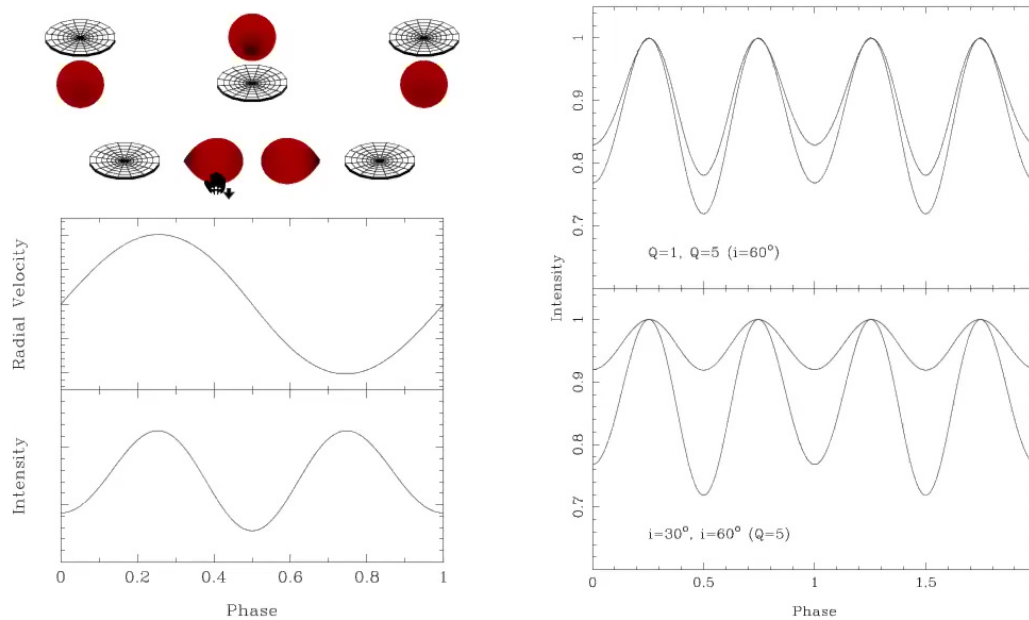 Radial Velocity
Intensity
0
0.2
0.4
0.6
0.8
1
Phase
1
0.9
0.8
0.7
Q=1, Q=5 (i=60°)
Intensity
1
0.9
0.8
0.7
i=30°, i=60° (Q=5)
0
0.5
1
1.5
Phase